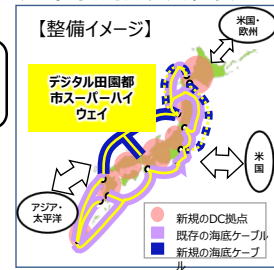 【整備イメージ】
米国・
欧州
デジタル田園都
市スーパーハイ
ウェイ
米
国
アジア・
太平洋
新規のDC拠点
既存の海底ケーブル
新規の海底ケーブ
ル